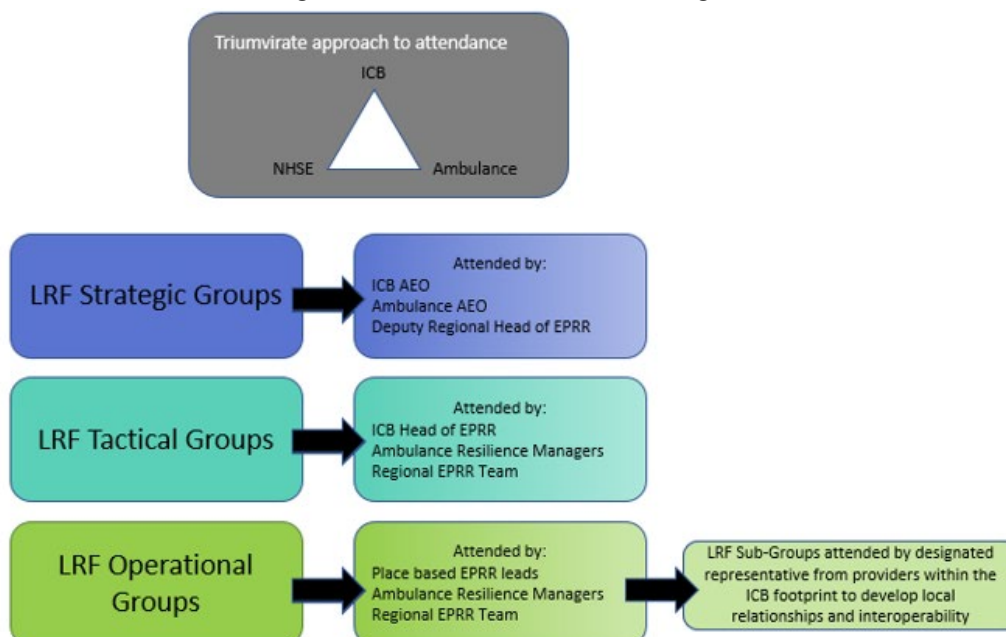 Triumvirate approach to attendance
ICB
NHSE
Ambulance
LRF Strategic Groups
Attended by:
ICB AEO
Ambulance AEO
Deputy Regional Head of EPRR
LRF Tactical Groups
Attended by:
ICB Head of EPRR
Ambulance Resilience Managers
Regional EPRR Team
LRF Operational
Groups
Attended by:
Place based EPRR leads
Ambulance Resilience Managers
Regional EPRR Team
LRF Sub-Groups attended by designated
representative from providers within the
ICB footprint to develop local
relationships and interoperability